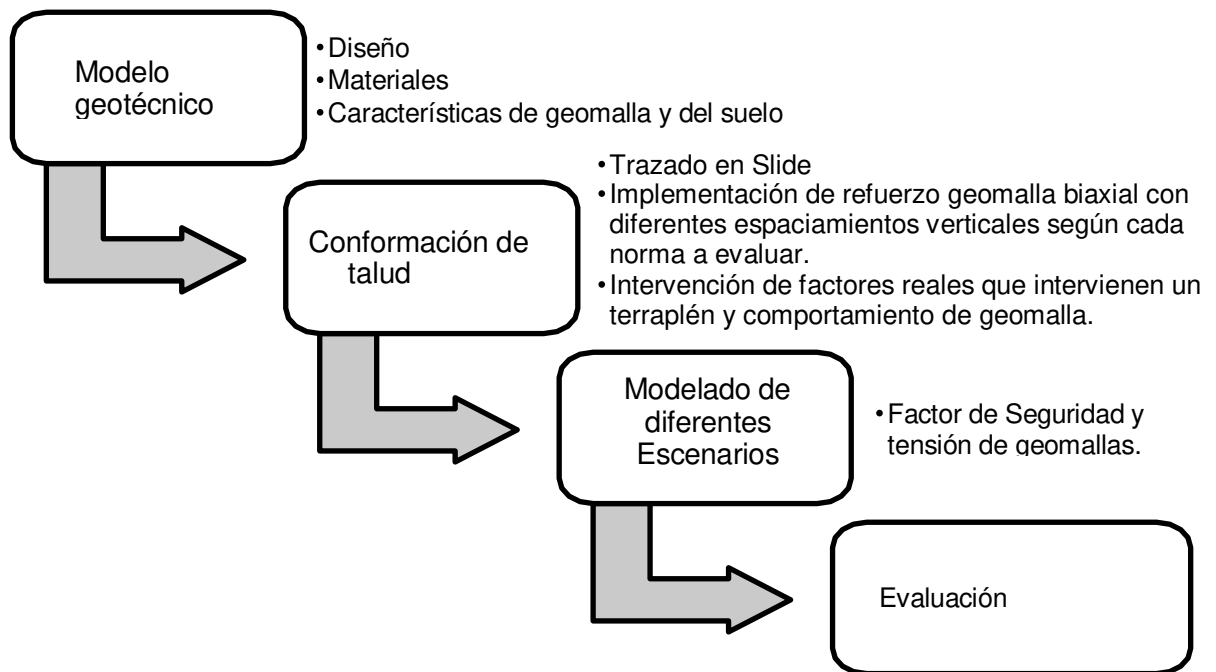 Modelo
geotécnico
•Diseño
•Materiales
•Características de geomalla y del suelo
Conformación de
talud
•Trazado en Slide
•Implementación de refuerzo geomalla biaxial con
diferentes espaciamientos verticales según cada
norma a evaluar.
•Intervención de factores reales que intervienen un
terraplén y comportamiento de geomalla.
Modelado de
diferentes
Escenarios
•Factor de Seguridad y
tensión de geomallas.
Evaluación